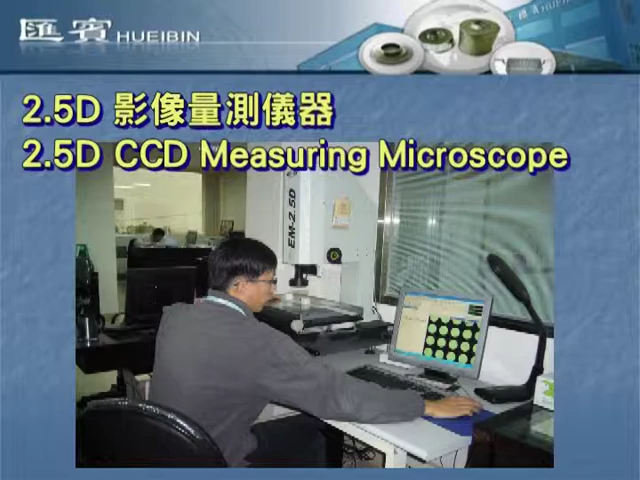 匯賓 HUEIBIN
2.5D 影像量測儀器
2.5D CCD Measuring Microscope
EM-2.5D